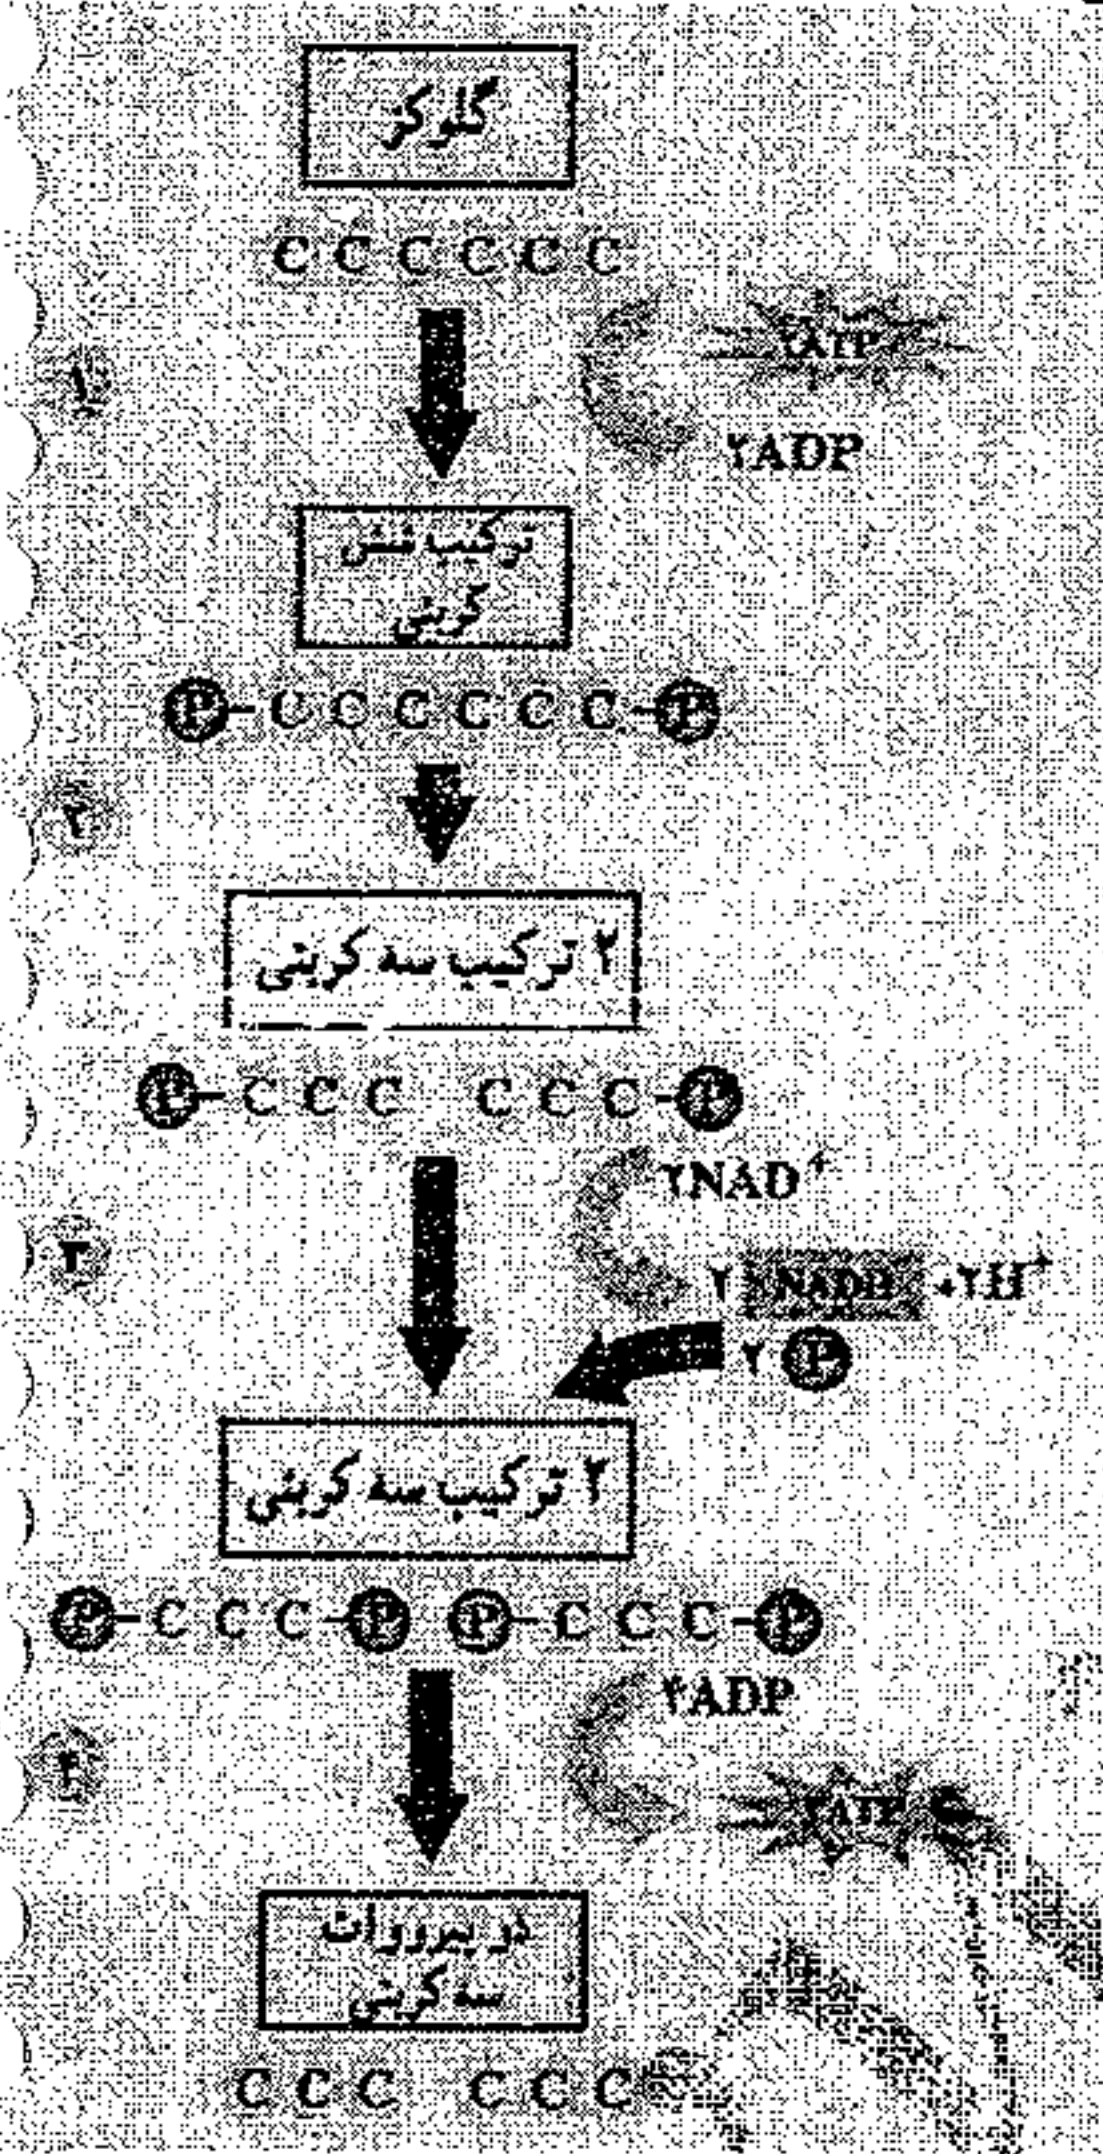 گلوکز
C C C C C C
۲ATP
۱
۲ADP
ترکیب شش
کربنی
P-C C C C C C-P
۲
۲ ترکیب سه کربنی
P-C C C C C C-P
۲NAD+
۳
۲ NADH +۲H+
۲ P
۲ ترکیب سه کربنی
P-C C C-P P-C C C-P
۴ADP
۴
۴ATP
دو پیرووات
سه کربنی
C C C C C C